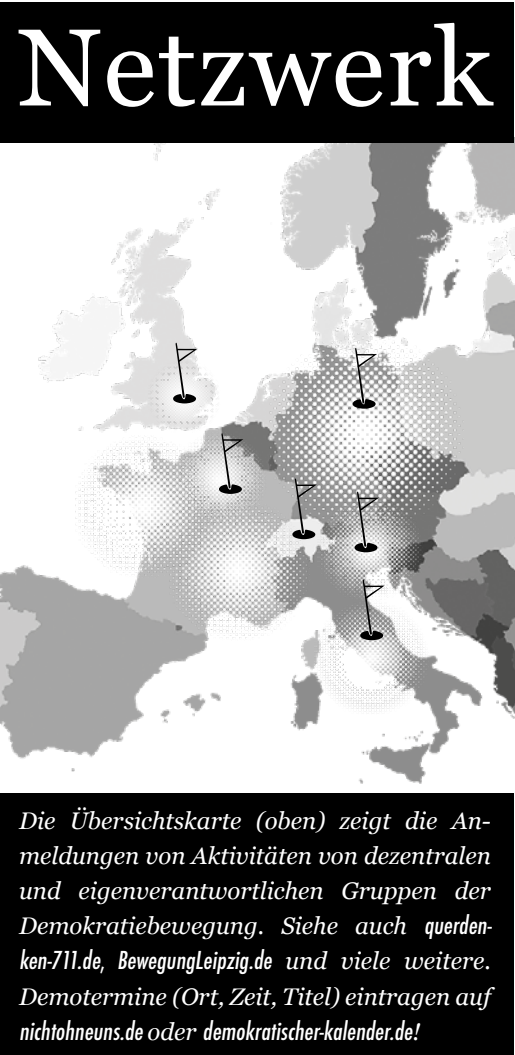 Netzwerk
Die Übersichtskarte (oben) zeigt die An-
meldungen von Aktivitäten von dezentralen
und eigenverantwortlichen Gruppen der
Demokratiebewegung. Siehe auch querden-
ken-711.de, BewegungLeipzig.de und viele weitere.
Demotermine (Ort, Zeit, Titel) eintragen auf
nichtohneuns.de oder demokratischer-kalender.de!